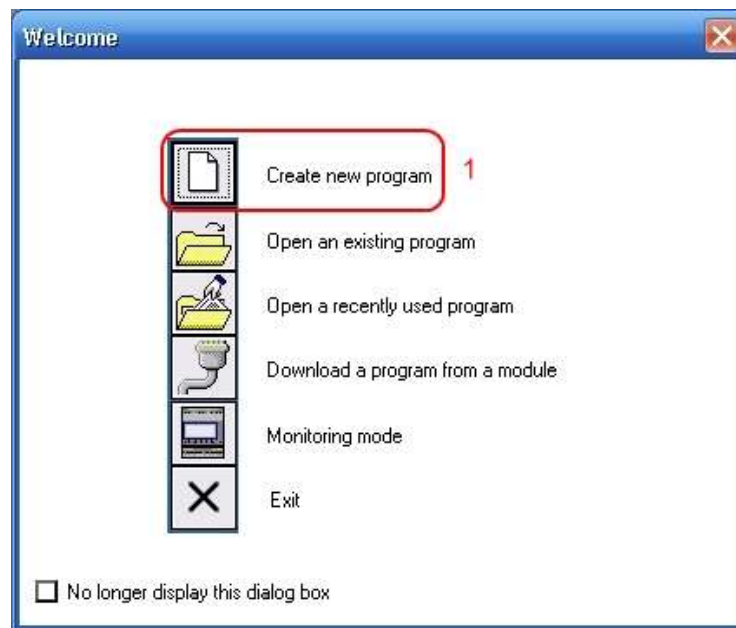 Welcome
Create new program 1
Open an existing program
Open a recently used program
Download a program from a module
Monitoring mode
Exit
No longer display this dialog box